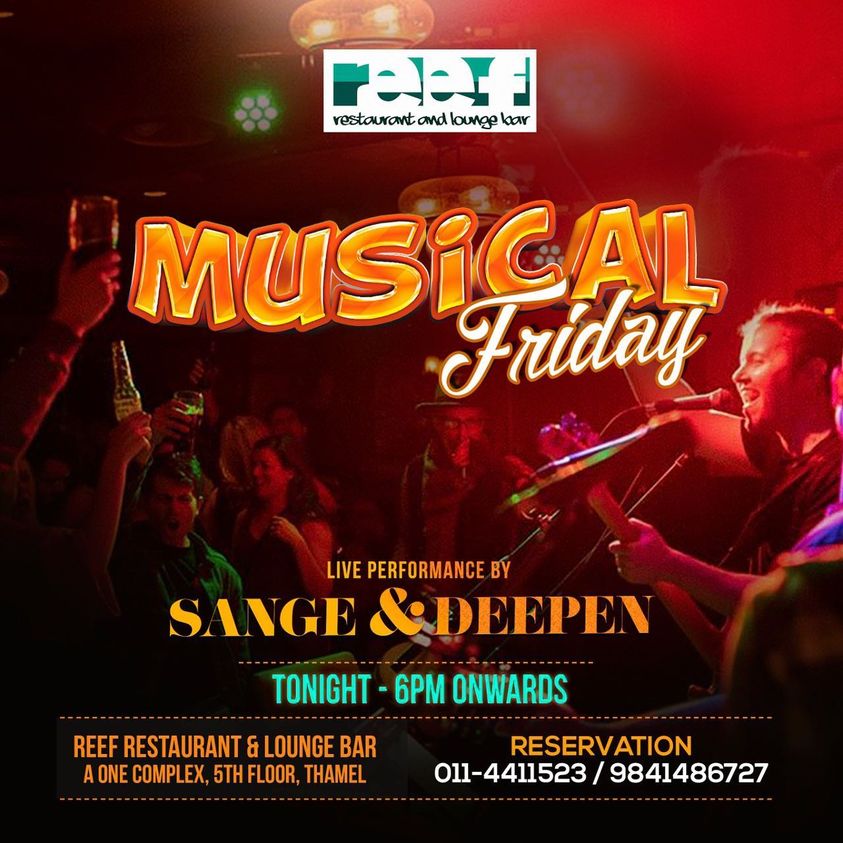 reef
restaurant and lounge bar
MUSiCAL
Friday
LIVE PERFORMANCE BY
SANGE & DEEPEN
TONIGHT - 6PM ONWARDS
REEF RESTAURANT & LOUNGE BAR
A ONE COMPLEX, 5TH FLOOR, THAMEL
RESERVATION
011-4411523 / 9841486727